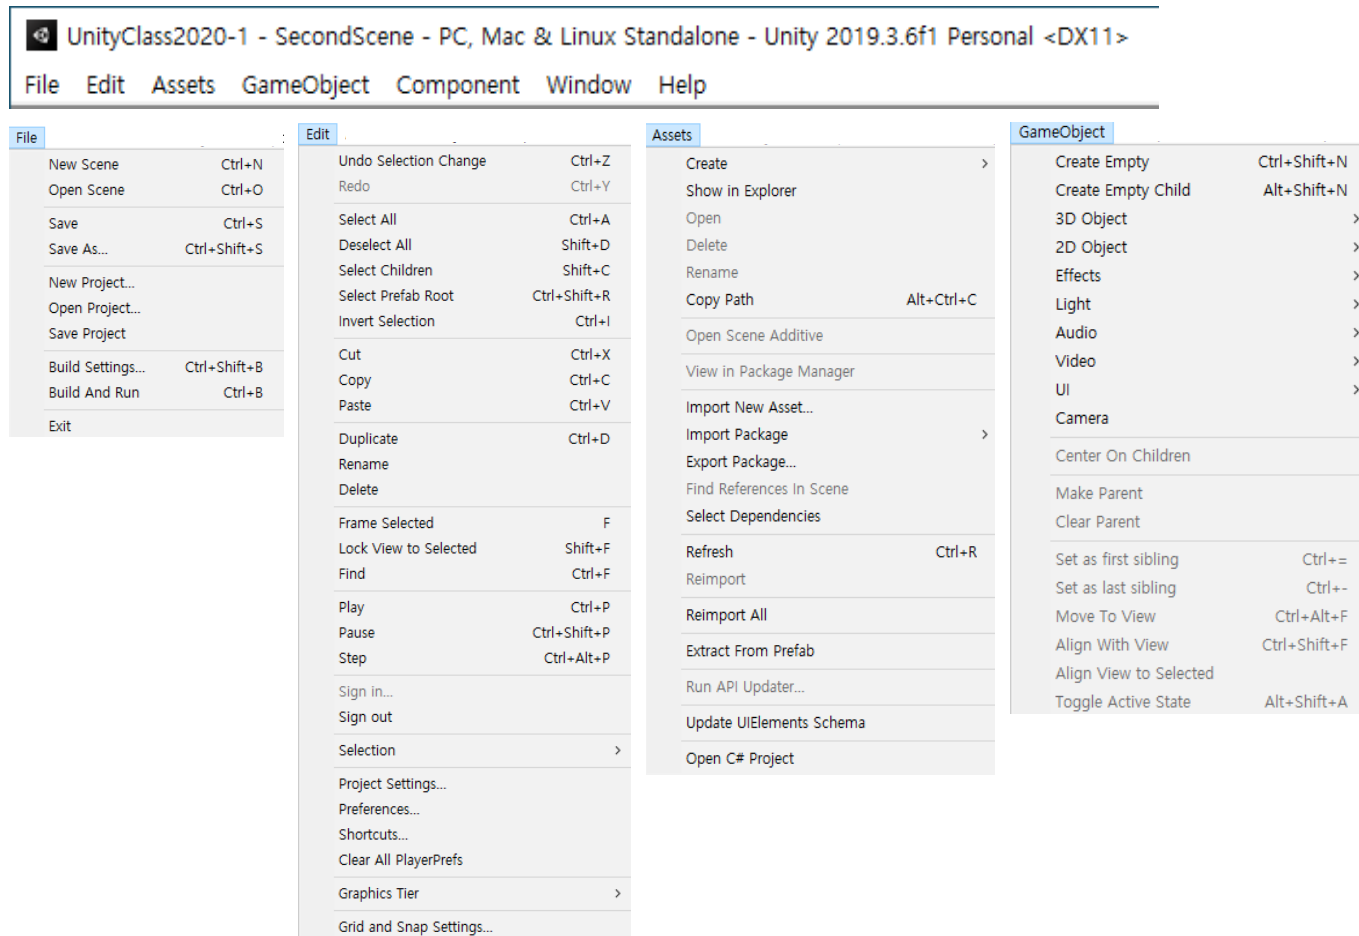 UnityClass2020-1 - SecondScene - PC, Mac & Linux Standalone - Unity 2019.3.6f1 Personal <DX11>
File Edit Assets GameObject Component Window Help
File
New Scene Ctrl+N
Open Scene Ctrl+O
Save Ctrl+S
Save As... Ctrl+Shift+S
New Project...
Open Project...
Save Project
Build Settings... Ctrl+Shift+B
Build And Run Ctrl+B
Exit
Edit
Undo Selection Change Ctrl+Z
Redo Ctrl+Y
Select All Ctrl+A
Deselect All Shift+D
Select Children Shift+C
Select Prefab Root Ctrl+Shift+R
Invert Selection Ctrl+I
Cut Ctrl+X
Copy Ctrl+C
Paste Ctrl+V
Duplicate Ctrl+D
Rename
Delete
Frame Selected F
Lock View to Selected Shift+F
Find Ctrl+F
Play Ctrl+P
Pause Ctrl+Shift+P
Step Ctrl+Alt+P
Sign in...
Sign out
Selection >
Project Settings...
Preferences...
Shortcuts...
Clear All PlayerPrefs
Graphics Tier >
Grid and Snap Settings...
Assets
Create >
Show in Explorer
Open
Delete
Rename
Copy Path Alt+Ctrl+C
Open Scene Additive
View in Package Manager
Import New Asset...
Import Package >
Export Package...
Find References In Scene
Select Dependencies
Refresh Ctrl+R
Reimport
Reimport All
Extract From Prefab
Run API Updater...
Update UIElements Schema
Open C# Project
GameObject
Create Empty Ctrl+Shift+N
Create Empty Child Alt+Shift+N
3D Object >
2D Object >
Effects >
Light >
Audio >
Video >
UI >
Camera
Center On Children
Make Parent
Clear Parent
Set as first sibling Ctrl+=
Set as last sibling Ctrl+-
Move To View Ctrl+Alt+F
Align With View Ctrl+Shift+F
Align View to Selected
Toggle Active State Alt+Shift+A